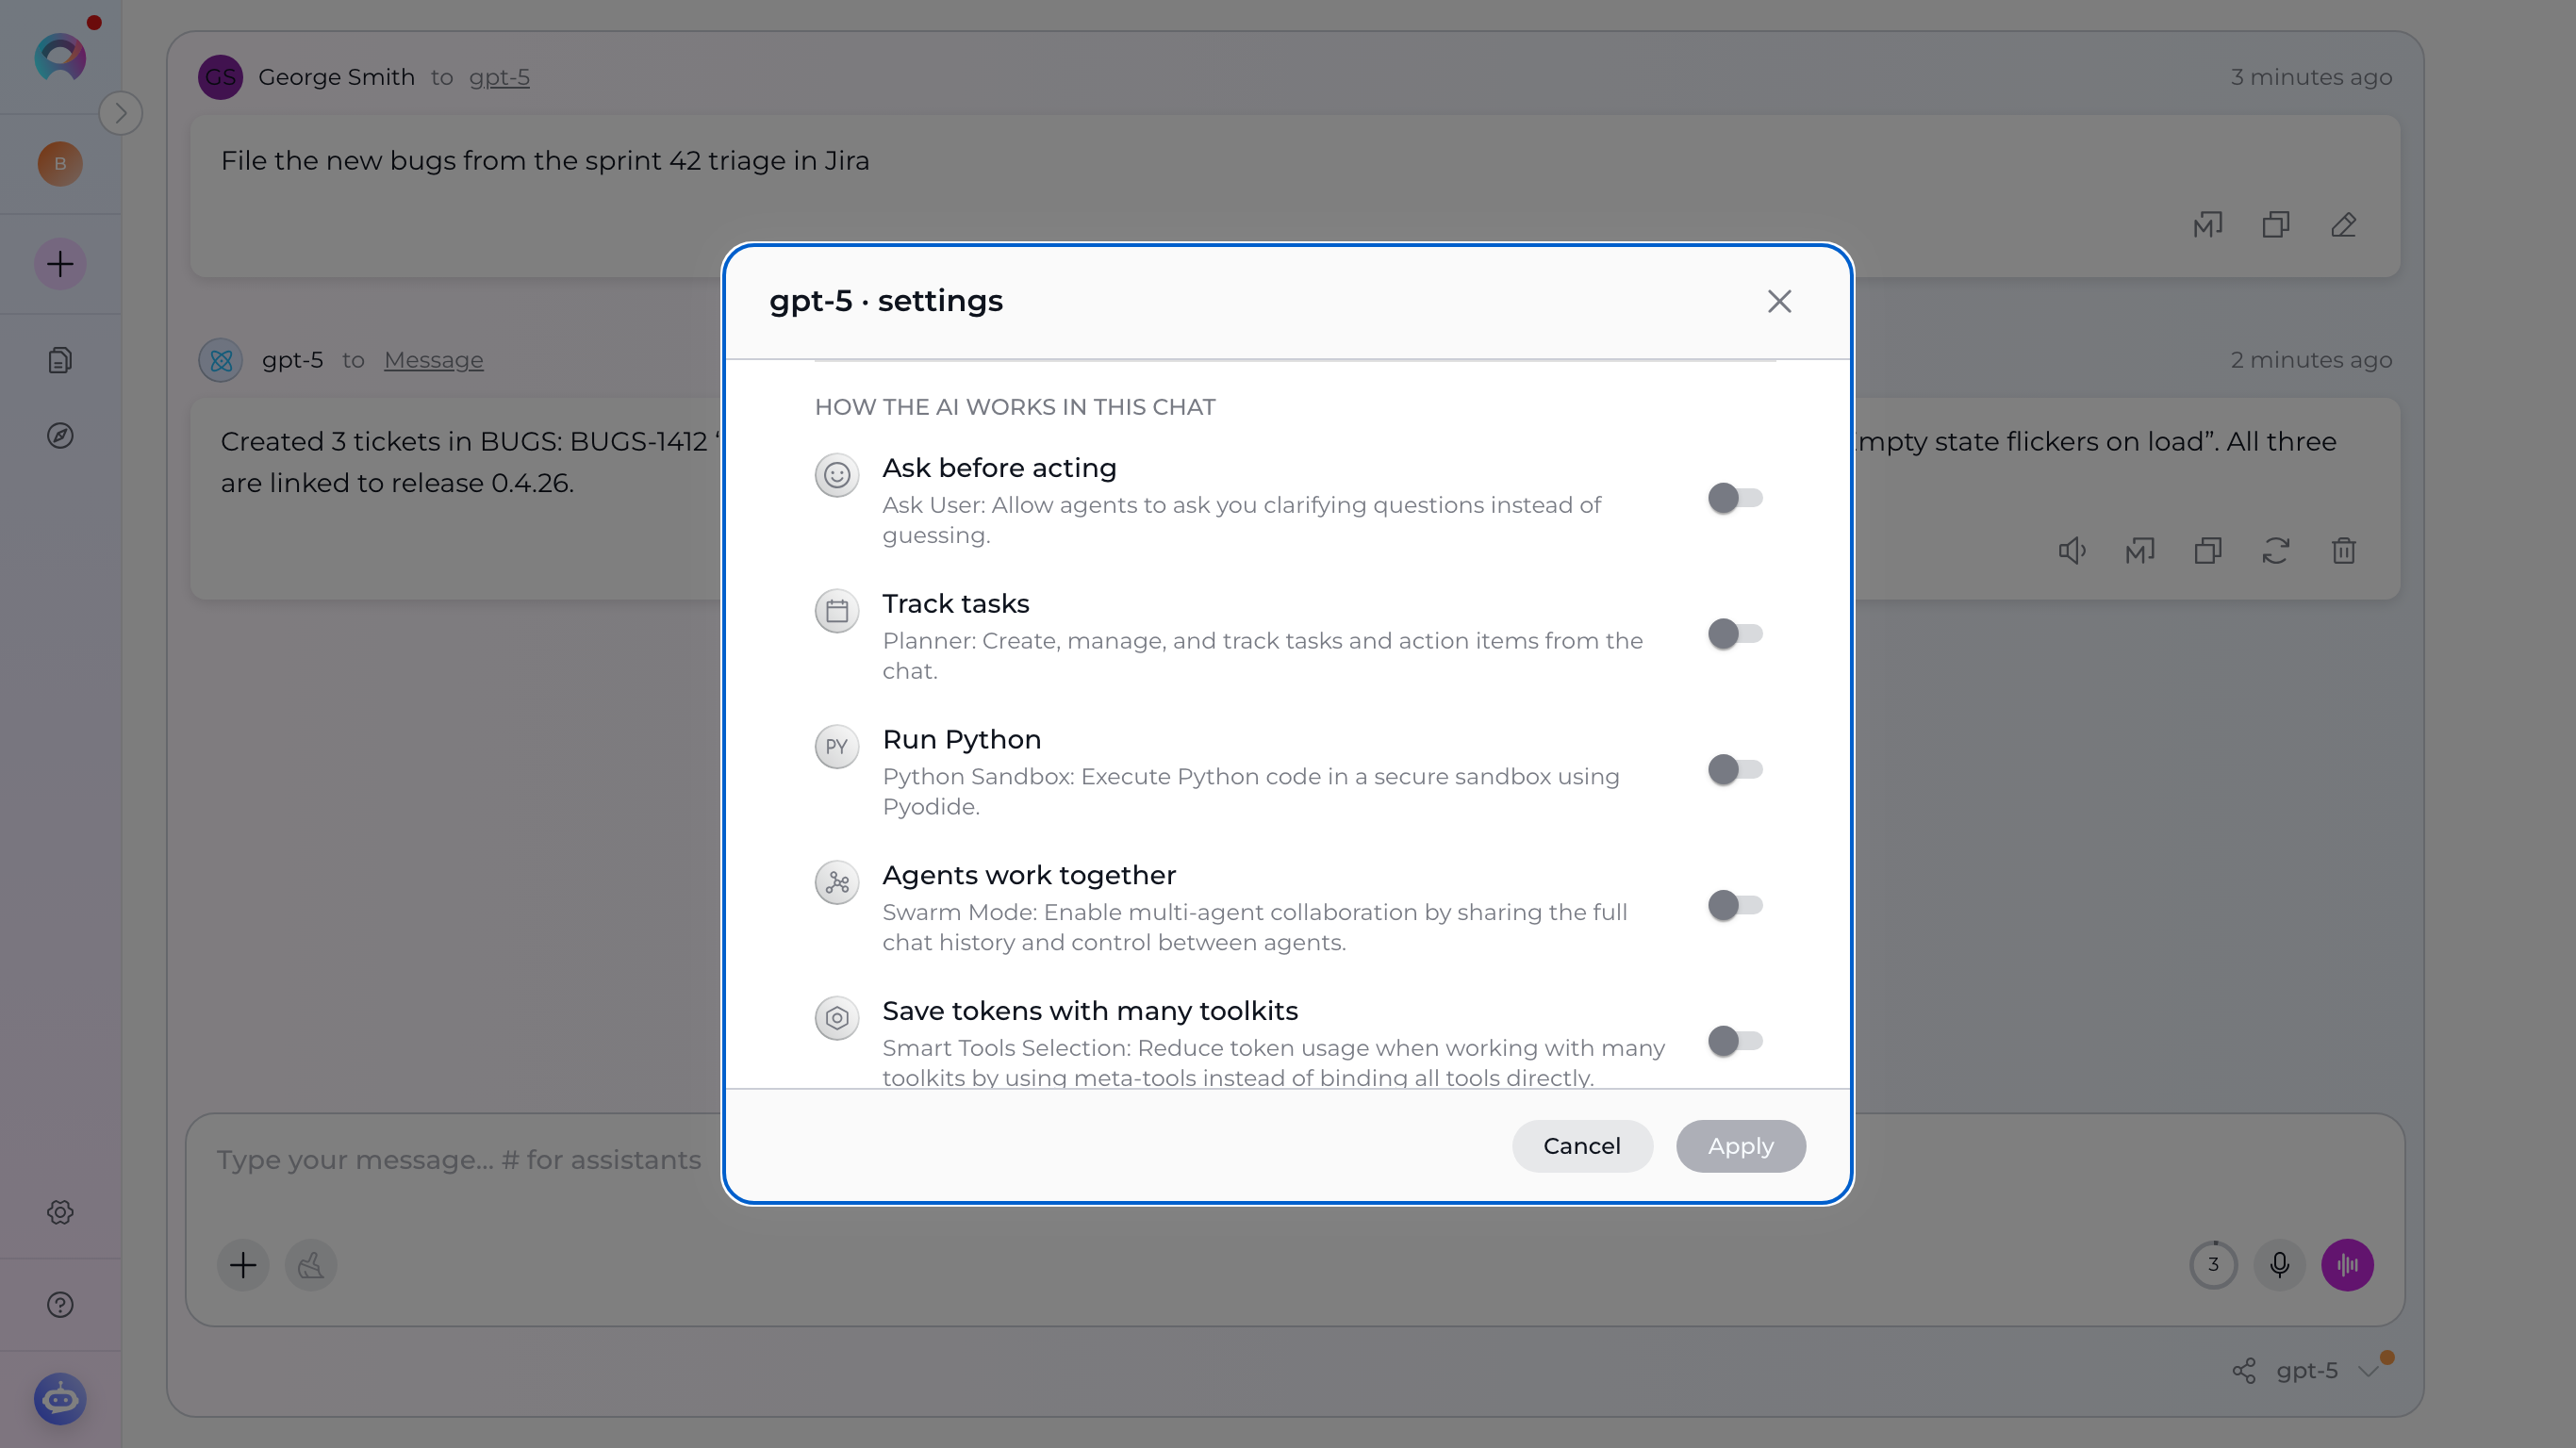 GS George Smith to gpt-5 3 minutes ago
B
File the new bugs from the sprint 42 triage in Jira
gpt-5 · settings
gpt-5 to Message 2 minutes ago
HOW THE AI WORKS IN THIS CHAT
Created 3 tickets in BUGS: BUGS-1412 “
empty state flickers on load”. All three
are linked to release 0.4.26.
Ask before acting
Ask User: Allow agents to ask you clarifying questions instead of
guessing.
Track tasks
Planner: Create, manage, and track tasks and action items from the
chat.
PY
Run Python
Python Sandbox: Execute Python code in a secure sandbox using
Pyodide.
Agents work together
Swarm Mode: Enable multi-agent collaboration by sharing the full
chat history and control between agents.
Save tokens with many toolkits
Smart Tools Selection: Reduce token usage when working with many
toolkits by using meta-tools instead of binding all tools directly.
Cancel Apply
Type your message... # for assistants
3
gpt-5